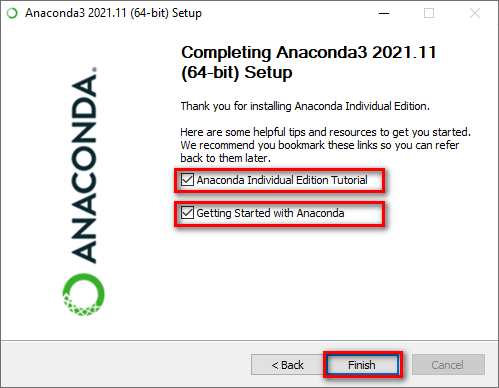 Anaconda3 2021.11 (64-bit) Setup
Completing Anaconda3 2021.11
(64-bit) Setup
Thank you for installing Anaconda Individual Edition.
Here are some helpful tips and resources to get you started.
We recommend you bookmark these links so you can refer
back to them later.
Anaconda Individual Edition Tutorial
Getting Started with Anaconda
ANACONDA.
< Back
Finish
Cancel